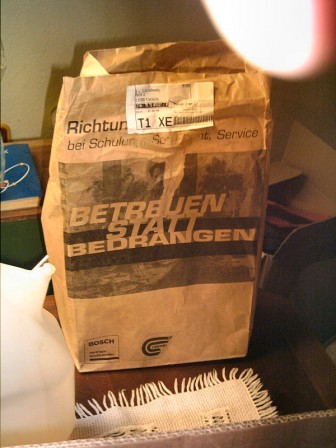 T1 XE
Richtun
bei Schulun
Service
BETREUEN
STATT
BEDRÄNGEN
BOSCH